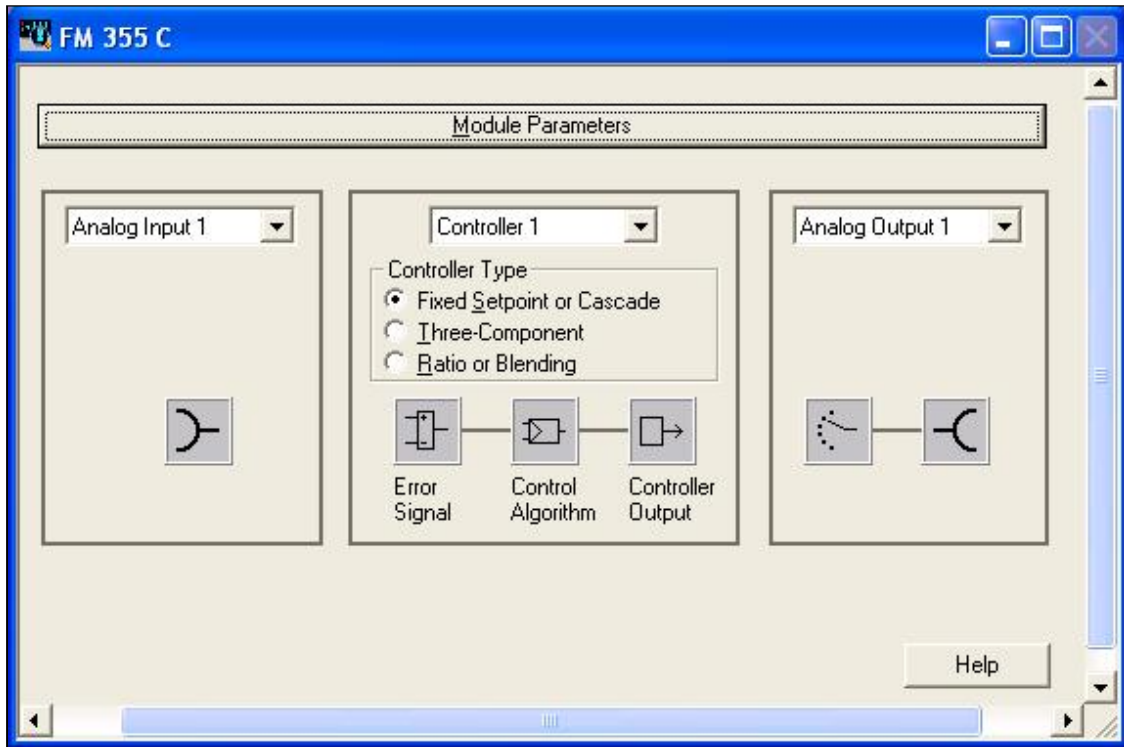 FM 355 C
Module Parameters
Analog Input 1
Controller 1
Analog Output 1
Controller Type
Fixed Setpoint or Cascade
Three-Component
Ratio or Blending
Error
Signal
Control
Algorithm
Controller
Output
Help